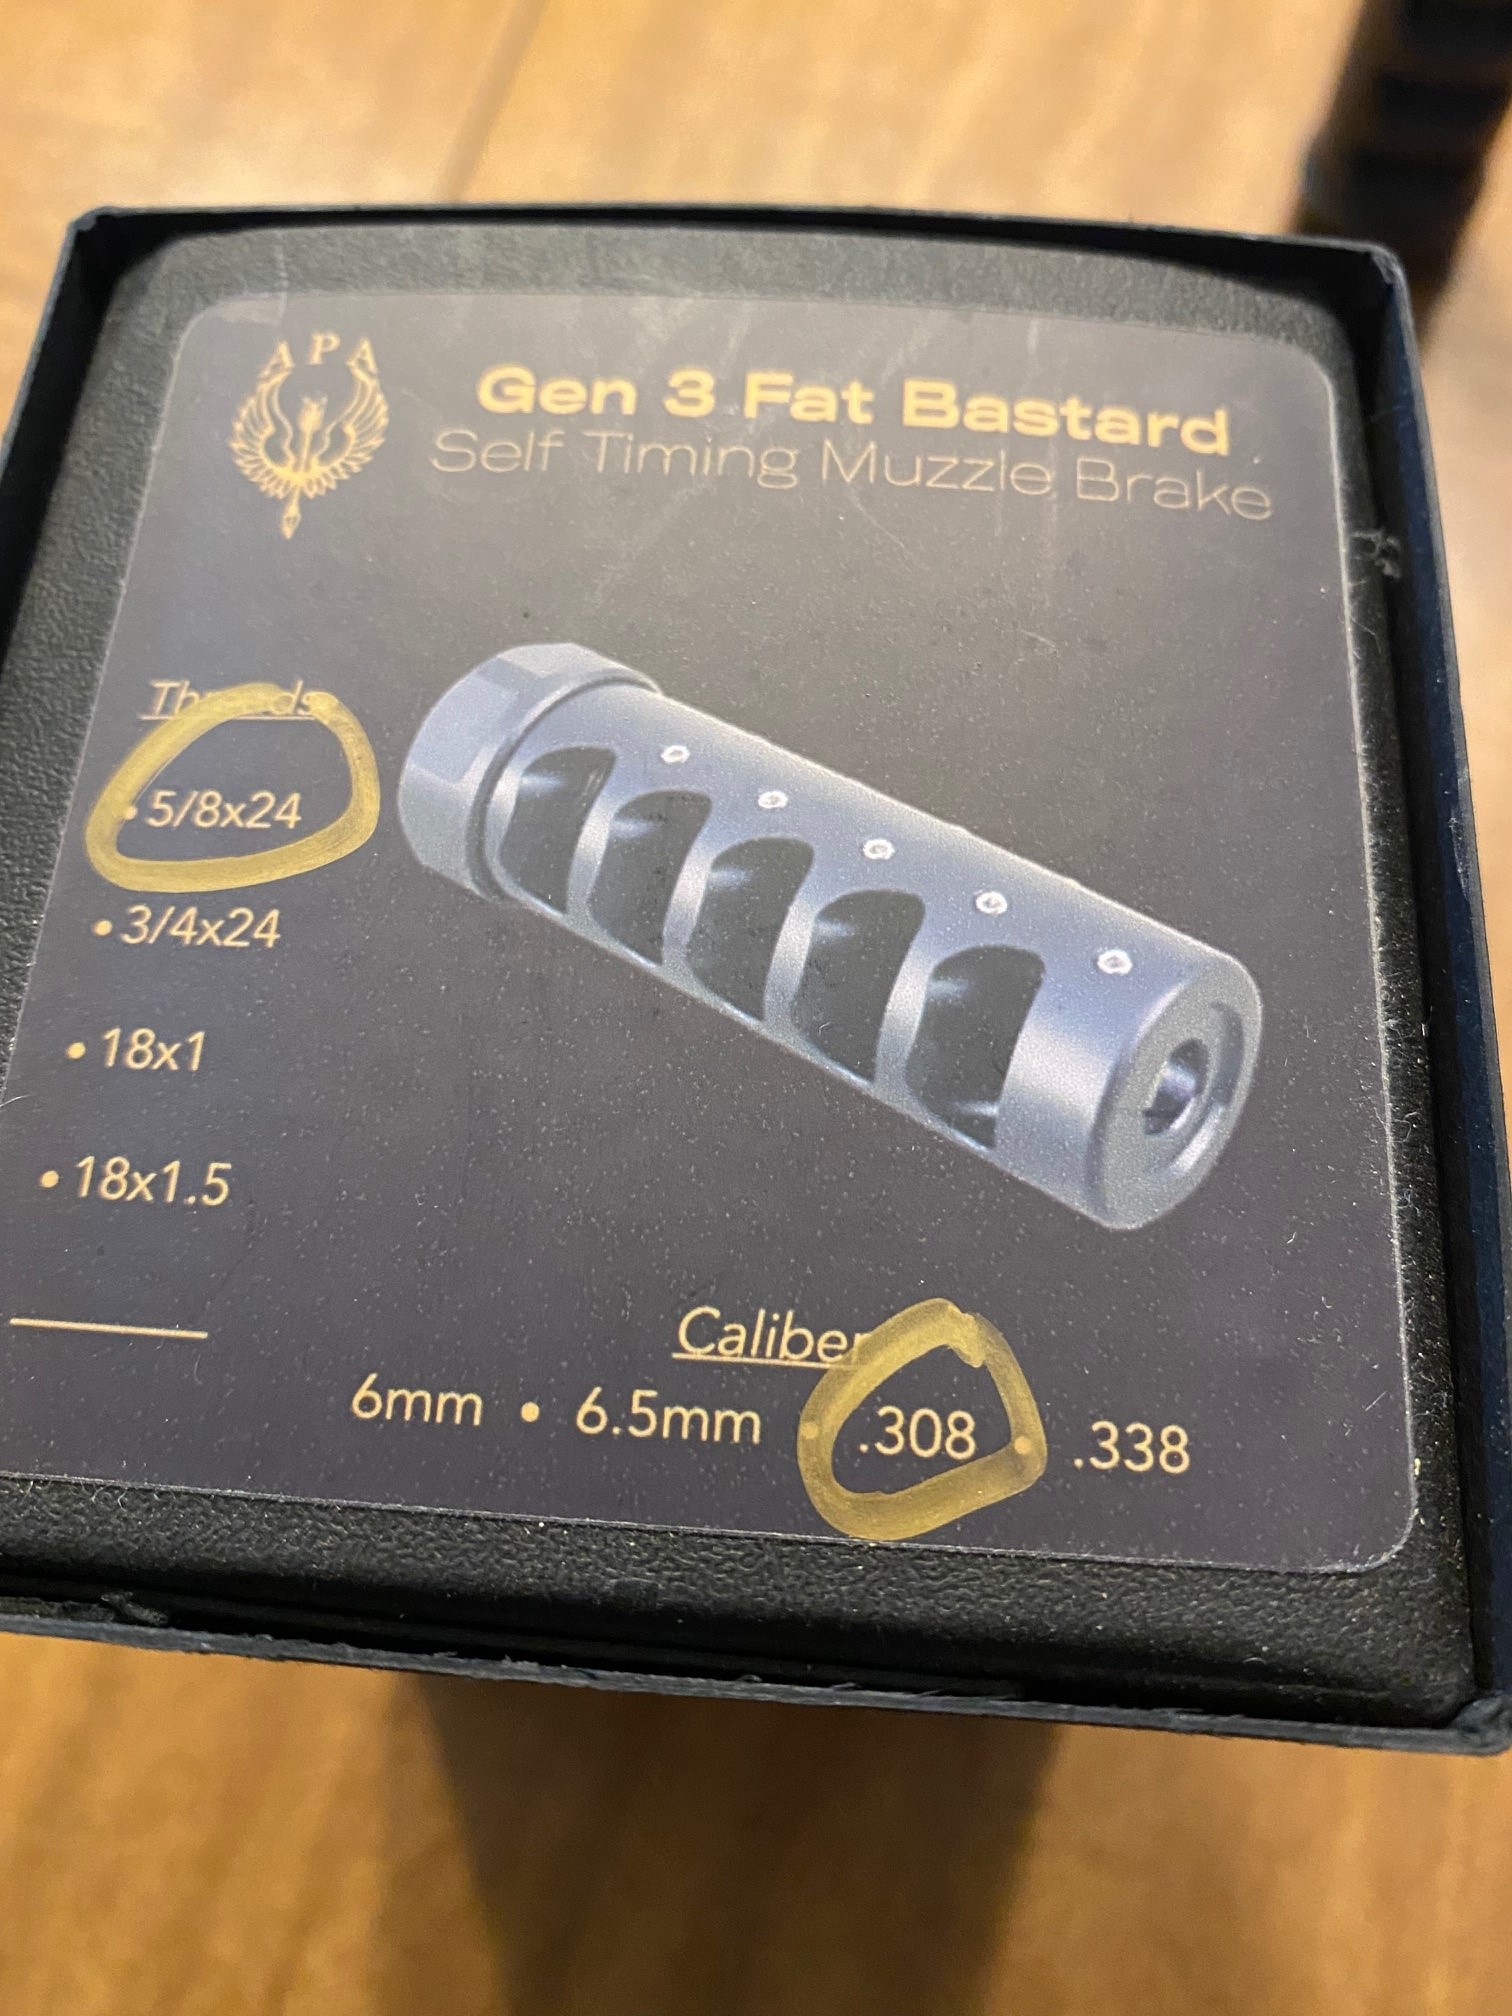 APA
Gen 3 Fat Bastard
Self Timing Muzzle Brake
Threads
• 5/8x24
• 3/4x24
• 18x1
• 18x1.5
Caliber
6mm • 6.5mm • .308 • .338